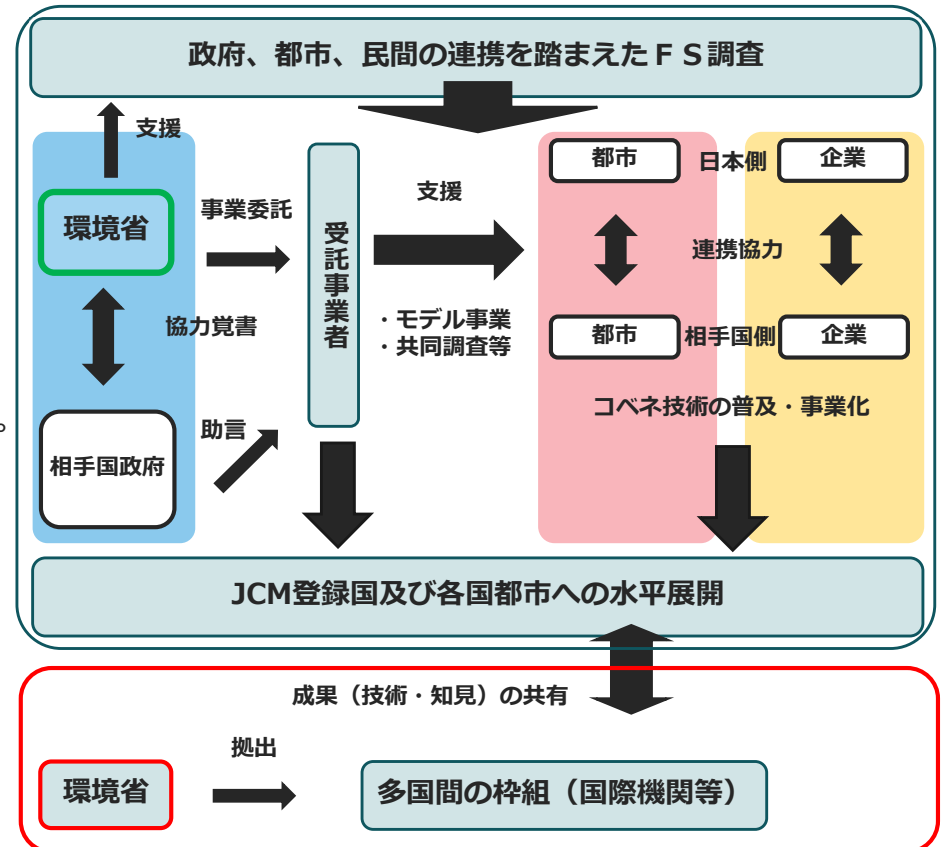 政府、都市、民間の連携を踏まえたＦＳ調査
支援
環境省
事業委託
協力覚書
相手国政府
助言
受託事業者
支援
・モデル事業
・共同調査等
都市
日本側
企業
連携協力
都市
相手国側
企業
コベネ技術の普及・事業化
。
JCM登録国及び各国都市への水平展開
成果（技術・知見）の共有
環境省
拠出
多国間の枠組（国際機関等）